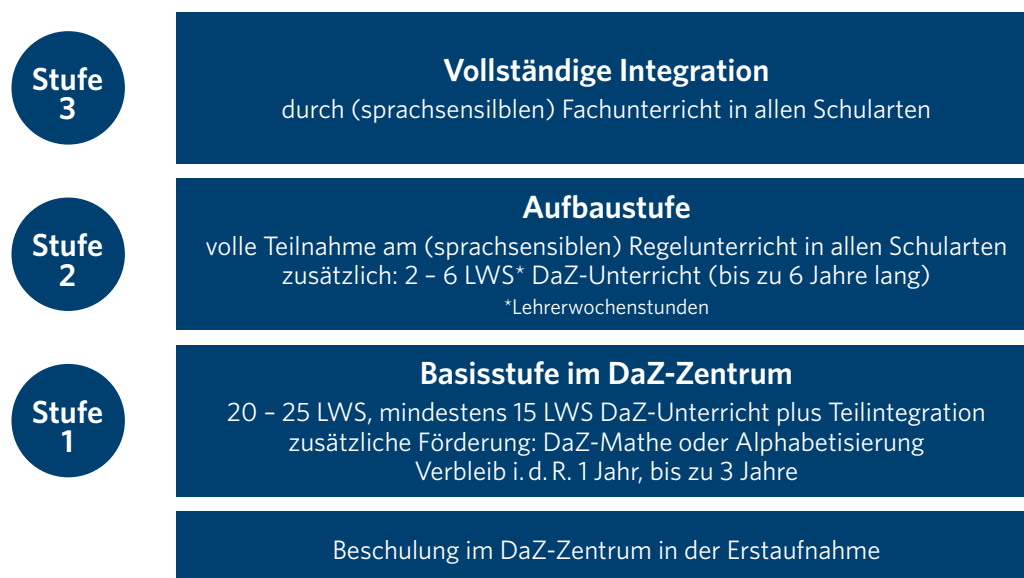 Stufe
3
Vollständige Integration
durch (sprachsensilblen) Fachunterricht in allen Schularten
Stufe
2
Aufbaustufe
volle Teilnahme am (sprachsensiblen) Regelunterricht in allen Schularten
zusätzlich: 2 – 6 LWS* DaZ-Unterricht (bis zu 6 Jahre lang)
*Lehrerwochenstunden
Stufe
1
Basisstufe im DaZ-Zentrum
20 – 25 LWS, mindestens 15 LWS DaZ-Unterricht plus Teilintegration
zusätzliche Förderung: DaZ-Mathe oder Alphabetisierung
Verbleib i. d. R. 1 Jahr, bis zu 3 Jahre
Beschulung im DaZ-Zentrum in der Erstaufnahme